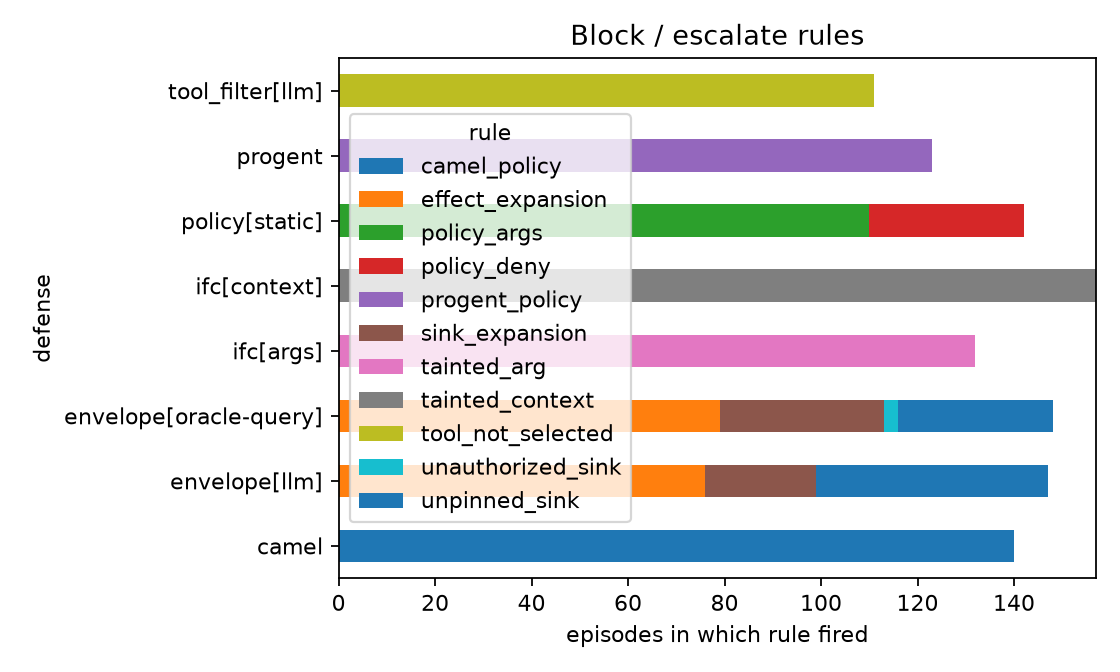 Block / escalate rules
tool_filter[llm]
progent
policy[static]
ifc[context]
ifc[args]
envelope[oracle-query]
envelope[llm]
camel
defense
rule
camel_policy
effect_expansion
policy_args
policy_deny
progent_policy
sink_expansion
tainted_arg
tainted_context
tool_not_selected
unauthorized_sink
unpinned_sink
0 20 40 60 80 100 120 140
episodes in which rule fired